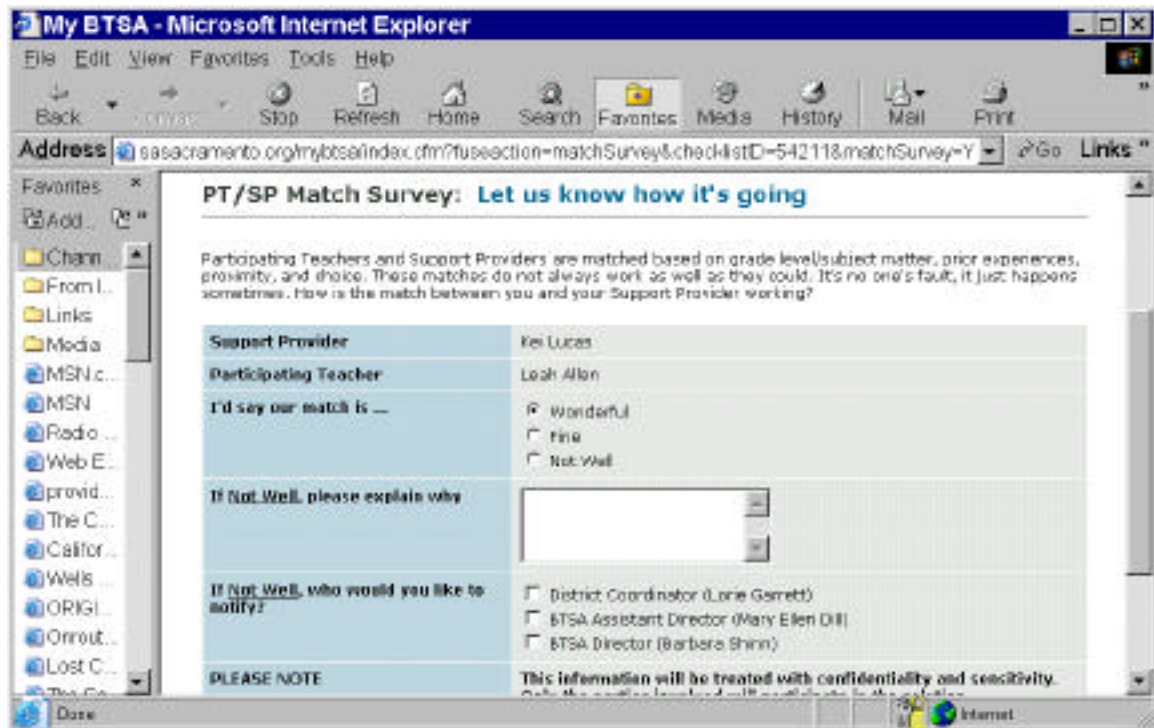 My BTSA - Microsoft Internet Explorer
File Edit View Favorites Tools Help
Back Stop Refresh Home Search Favorites Media History Mail Print
Address sasacramento.org/mybtsa/index.cfm?fuseaction=matchSurvey&checklistID=54211&matchSurvey=Y Go Links
Favorites
Add...
Chann...
From I...
Links
Media
MSN.c...
MSN
Radio ...
Web E...
provid...
The C...
Califor...
Wells ...
ORIGI...
Onrout...
Lost C...
PT/SP Match Survey: Let us know how it's going
Participating Teachers and Support Providers are matched based on grade level/subject matter, prior experiences,
proximity, and choice. These matches do not always work as well as they could. It's no one's fault, it just happens
sometimes. How is the match between you and your Support Provider working?
Support Provider Kei Lucas
Participating Teacher Leah Allen
I'd say our match is ... Wonderful
Fine
Not Well
If Not Well, please explain why
If Not Well, who would you like to
notify?
District Coordinator (Lorie Garrett)
BTSA Assistant Director (Mary Ellen Dill)
BTSA Director (Barbara Shinn)
PLEASE NOTE This information will be treated with confidentiality and sensitivity.
Only the parties involved will participate in the
Done Internet